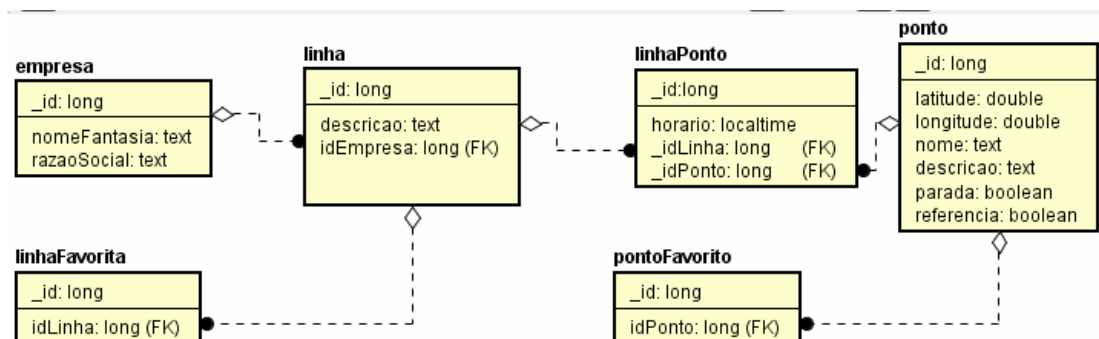 empresa
_id: long
nomeFantasia: text
razaoSocial: text
linha
_id: long
descricao: text
idEmpresa: long (FK)
linhaPonto
_id:long
horario: localtime
_idLinha: long (FK)
_idPonto: long (FK)
ponto
_id: long
latitude: double
longitude: double
nome: text
descricao: text
parada: boolean
referencia: boolean
linhaFavorita
_id: long
idLinha: long (FK)
pontoFavorito
_id: long
idPonto: long (FK)